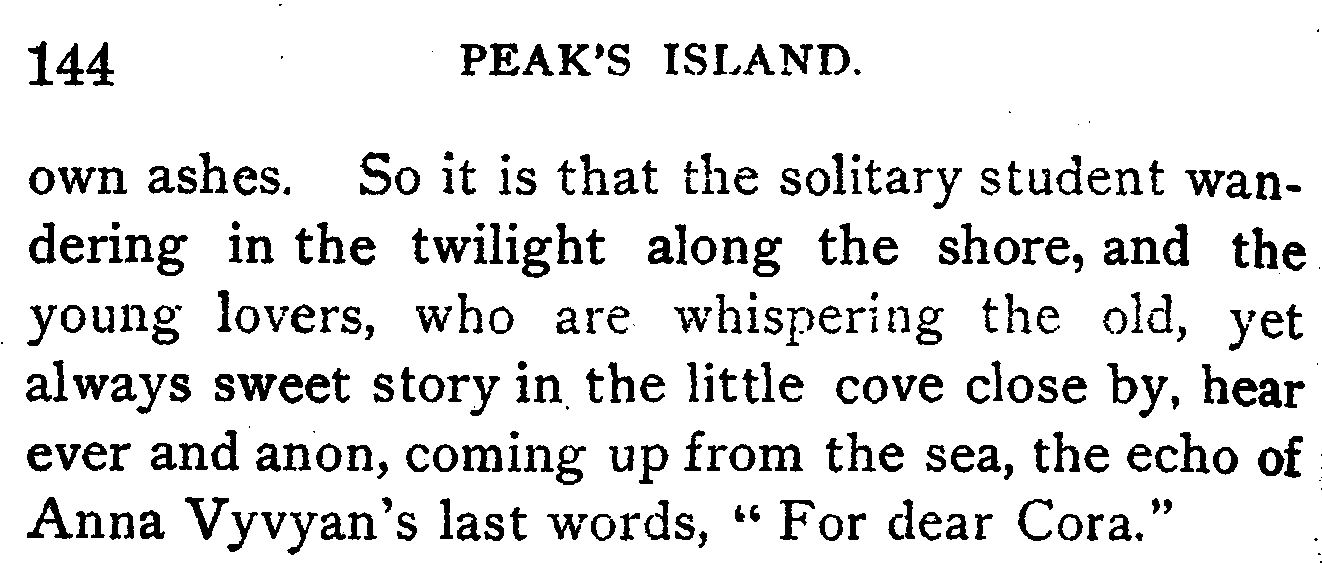 144 PEAK'S ISLAND.
own ashes. So it is that the solitary student wan-
dering in the twilight along the shore, and the
young lovers, who are whispering the old, yet
always sweet story in the little cove close by, hear
ever and anon, coming up from the sea, the echo of
Anna Vyvyan's last words, “ For dear Cora.”